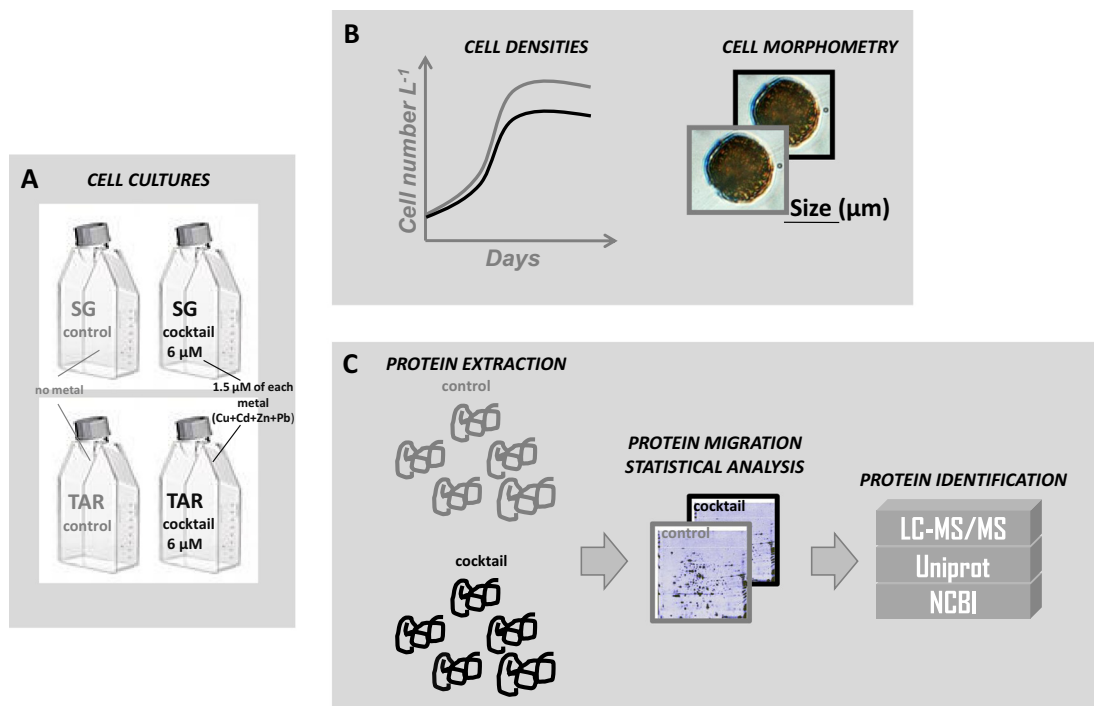 A
CELL CULTURES
SG
control
SG
cocktail
6 µM
no metal
1.5 µM of each
metal
(Cu+Cd+Zn+Pb)
TAR
control
TAR
cocktail
6 µM
B
CELL DENSITIES
Cell number L-1
Days
CELL MORPHOMETRY
Size (µm)
C
PROTEIN EXTRACTION
control
cocktail
PROTEIN MIGRATION
STATISTICAL ANALYSIS
cocktail
control
PROTEIN IDENTIFICATION
LC-MS/MS
Uniprot
NCBI